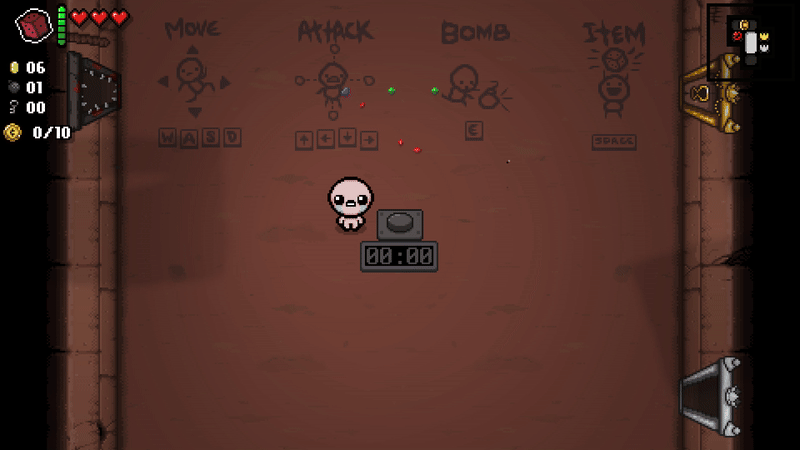 MOVE ATTACK BOMB ITEM
06
01
00
0/10
W A S D
E
SPACE
00:00